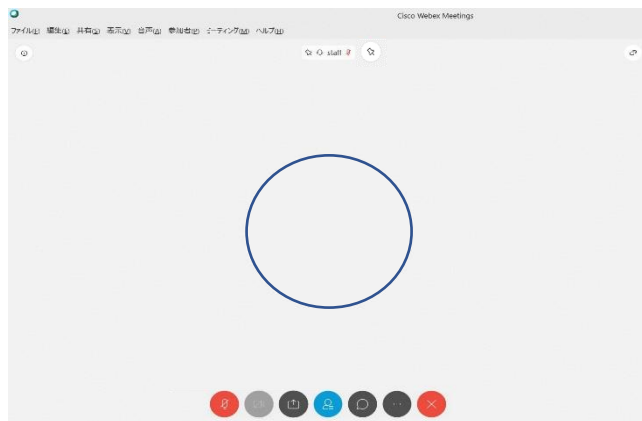 Cisco Webex Meetings
ファイル(F) 編集(E) 共有(S) 表示(V) 音声(A) 参加者(P) ミーティング(M) ヘルプ(H)
staff